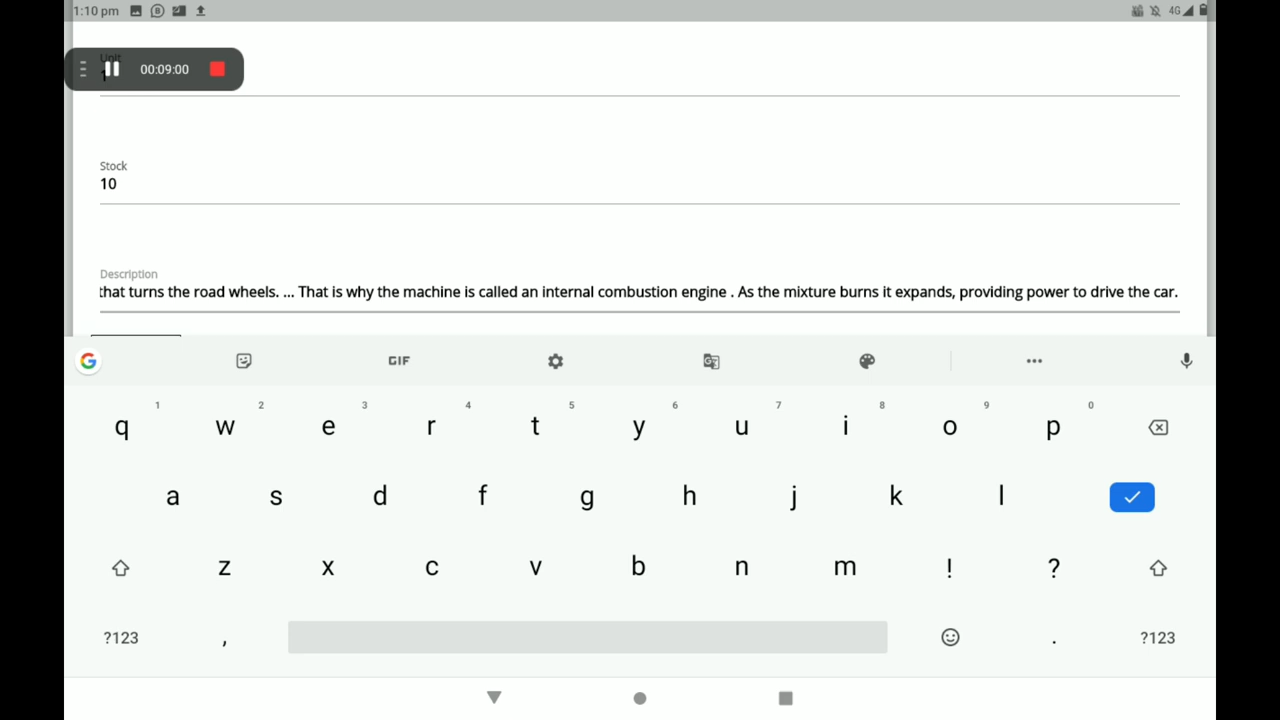 1:10 pm
4G
Unit
00:09:00
1
Stock
10
Description
that turns the road wheels. ... That is why the machine is called an internal combustion engine . As the mixture burns it expands, providing power to drive the car.
GIF
1 2 3 4 5 6 7 8 9 0
q w e r t y u i o p
a s d f g h j k l
z x c v b n m ! ?
?123 , . ?123